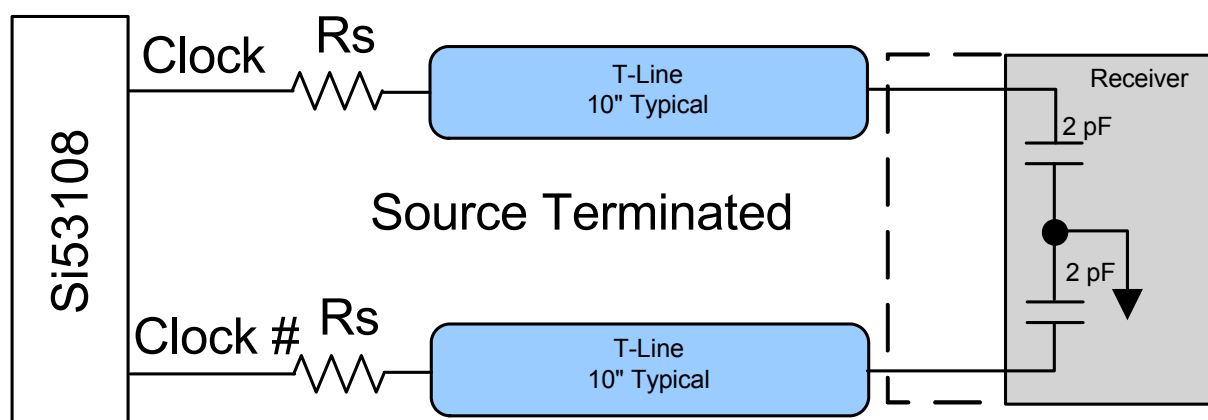 Si53108
Clock
Rs
T-Line
10" Typical
Receiver
2 pF
Source Terminated
2 pF
Clock #
Rs
T-Line
10" Typical